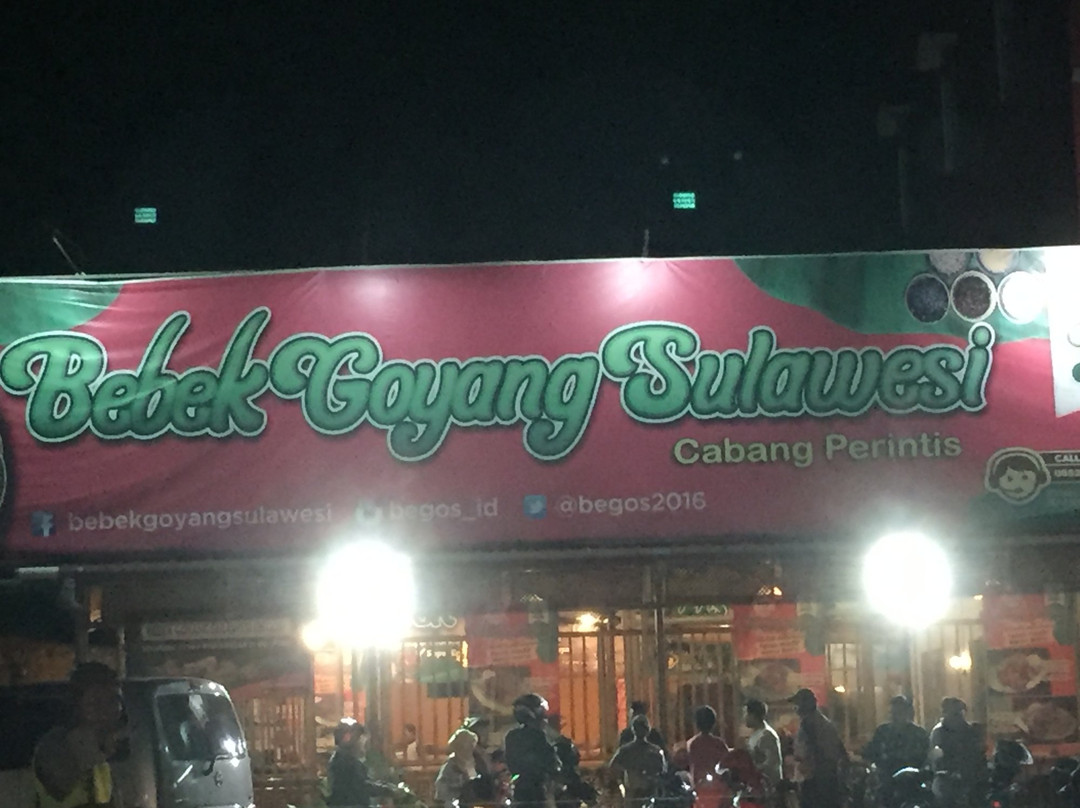 Bebek Goyang Sulawesi
Cabang Perintis
bebekgoyangsulawesi begos_id @begos2016
CALL